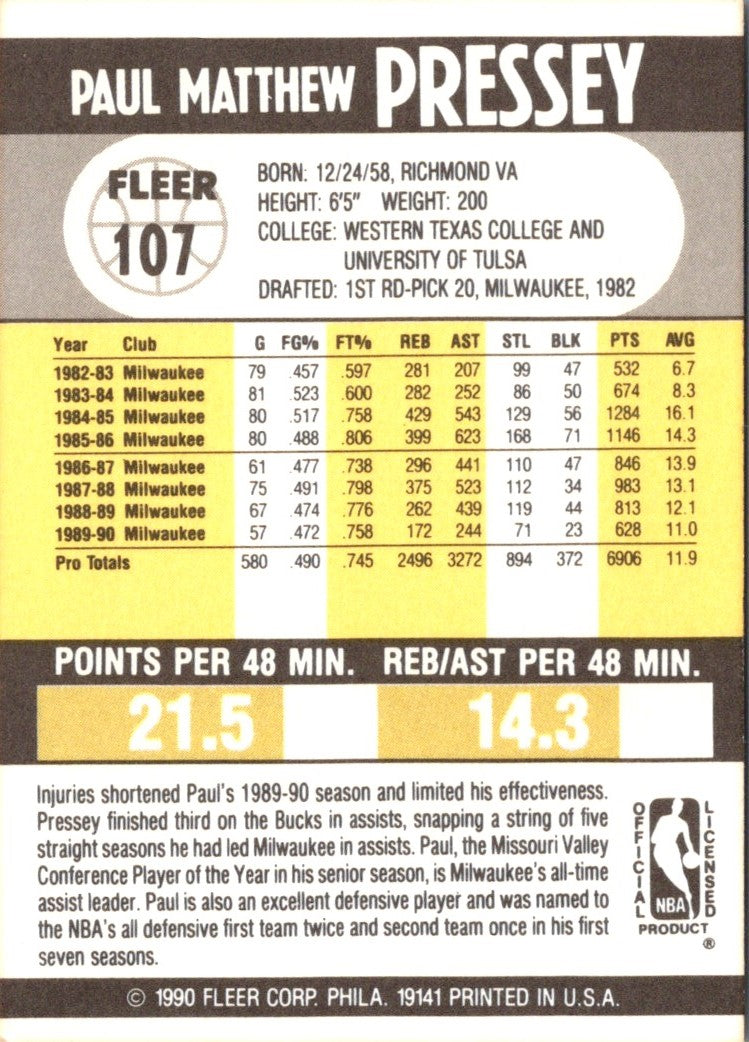 PAUL MATTHEW PRESSEY
FLEER
107
BORN: 12/24/58, RICHMOND VA
HEIGHT: 6'5" WEIGHT: 200
COLLEGE: WESTERN TEXAS COLLEGE AND
UNIVERSITY OF TULSA
DRAFTED: 1ST RD-PICK 20, MILWAUKEE, 1982
Year Club G FG% FT% REB AST STL BLK PTS AVG
1982-83 Milwaukee 79 .457 .597 281 207 99 47 532 6.7
1983-84 Milwaukee 81 .523 .600 282 252 86 50 674 8.3
1984-85 Milwaukee 80 .517 .758 429 543 129 56 1284 16.1
1985-86 Milwaukee 80 .488 .806 399 623 168 71 1146 14.3
1986-87 Milwaukee 61 .477 .738 296 441 110 47 846 13.9
1987-88 Milwaukee 75 .491 .798 375 523 112 34 983 13.1
1988-89 Milwaukee 67 .474 .776 262 439 119 44 813 12.1
1989-90 Milwaukee 57 .472 .758 172 244 71 23 628 11.0
Pro Totals 580 .490 .745 2496 3272 894 372 6906 11.9
POINTS PER 48 MIN. REB/AST PER 48 MIN.
21.5 14.3
Injuries shortened Paul's 1989-90 season and limited his effectiveness.
Pressey finished third on the Bucks in assists, snapping a string of five
straight seasons he had led Milwaukee in assists. Paul, the Missouri Valley
Conference Player of the Year in his senior season, is Milwaukee's all-time
assist leader. Paul is also an excellent defensive player and was named to
the NBA's all defensive first team twice and second team once in his first
seven seasons.
OFFICIAL
LICENSED
NBA
PRODUCT
®
© 1990 FLEER CORP. PHILA. 19141 PRINTED IN U.S.A.